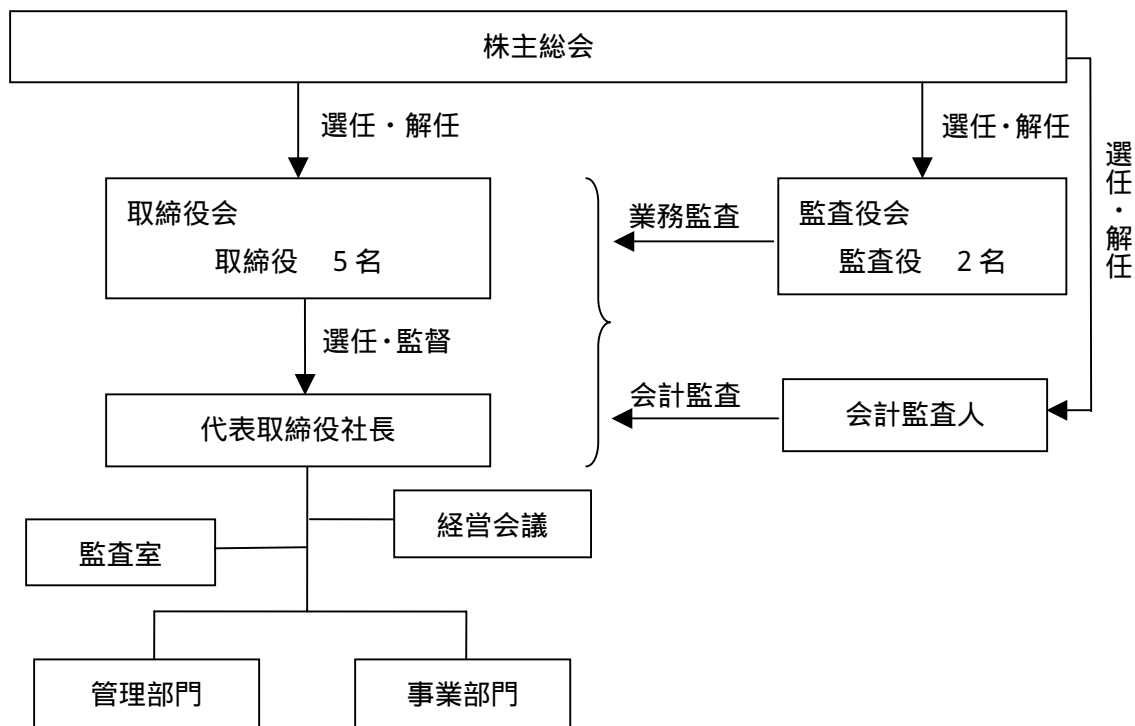 株主総会
選任・解任
選任・解任
選任・解任
取締役会
取締役 5名
業務監査
監査役会
監査役 2名
選任・監督
会計監査
代表取締役社長
会計監査人
経営会議
監査室
管理部門
事業部門